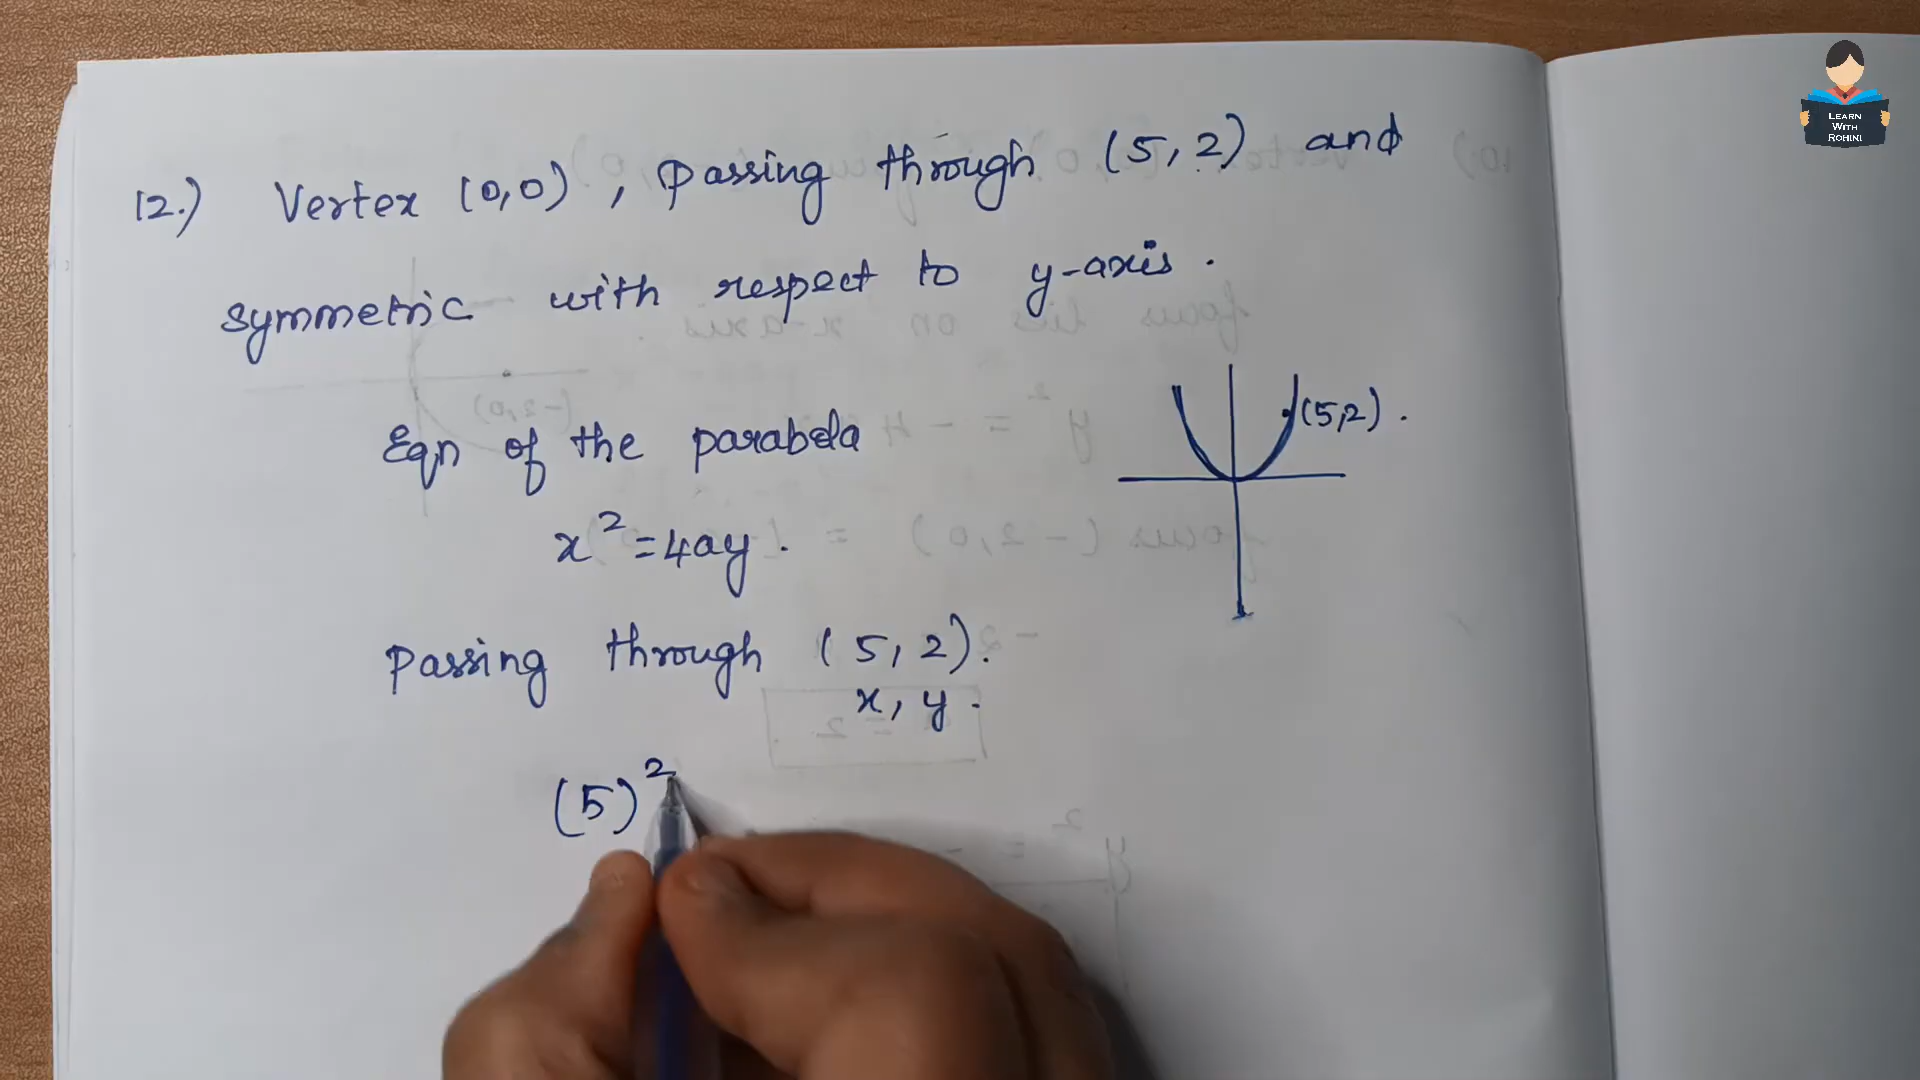 12.) Vertex (0,0), passing through (5,2) and
symmetric with respect to y-axis.
Eqn of the parabola
(5,2).
x² = 4ay.
Passing through (5,2).
x, y.
(5)²
LEARN
WITH
ROHINI